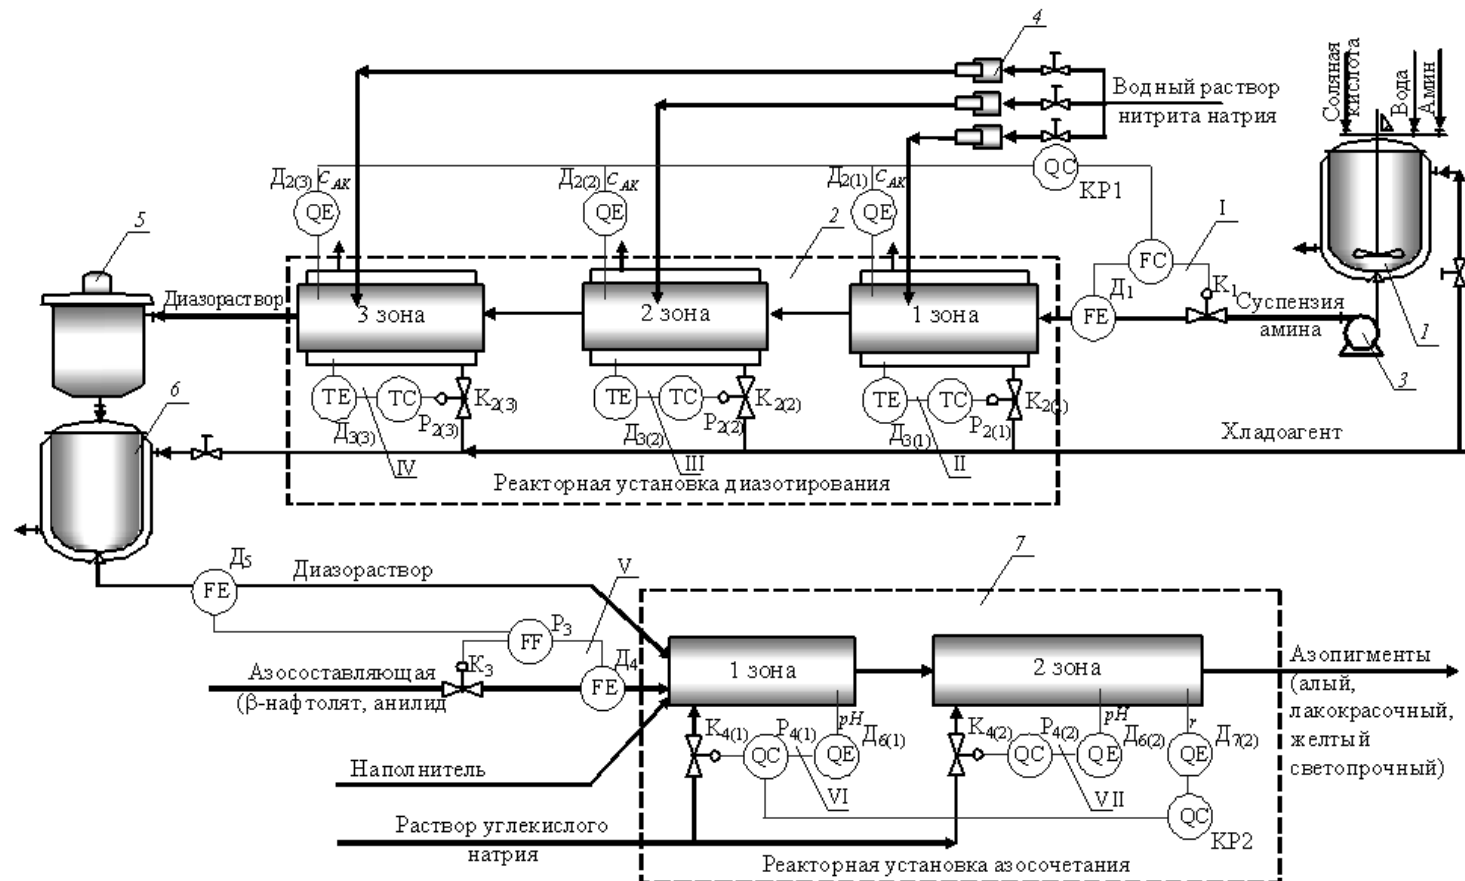 4
Соляная
кислота
Вода
Амин
Водный раствор
нитрита натрия
Д2(3) CАК
Д2(2) CАК
Д2(1) CАК
QC
КР1
5
QE
QE
2
QE
I
FC
Д1
К1
1
Диазораствор
3 зона
2 зона
1 зона
FE
Суспензия
амина
3
6
TE
TC
К2(3)
TE
TC
К2(2)
TE
TC
К2(1)
Д3(3)
Р2(3)
Д3(2)
Р2(2)
Д3(1)
Р2(1)
Хладоагент
IV
III
II
Реакторная установка диазотирования
7
Д5
FE
Диазораствор
V
FF
Р3
К3
Д4
FE
Азосоставляющая
(β-нафтолят, анилид
1 зона
2 зона
Азопигменты
(алый,
лакокрасочный,
желтый
светопрочный)
К4(1)
Р4(1)
pH
Д6(1)
К4(2)
Р4(2)
pH
Д6(2)
r
Д7(2)
QC
QE
QC
QE
QE
Наполнитель
VI
VII
QC
КР2
Раствор углекислого
натрия
Реакторная установка азосочетания